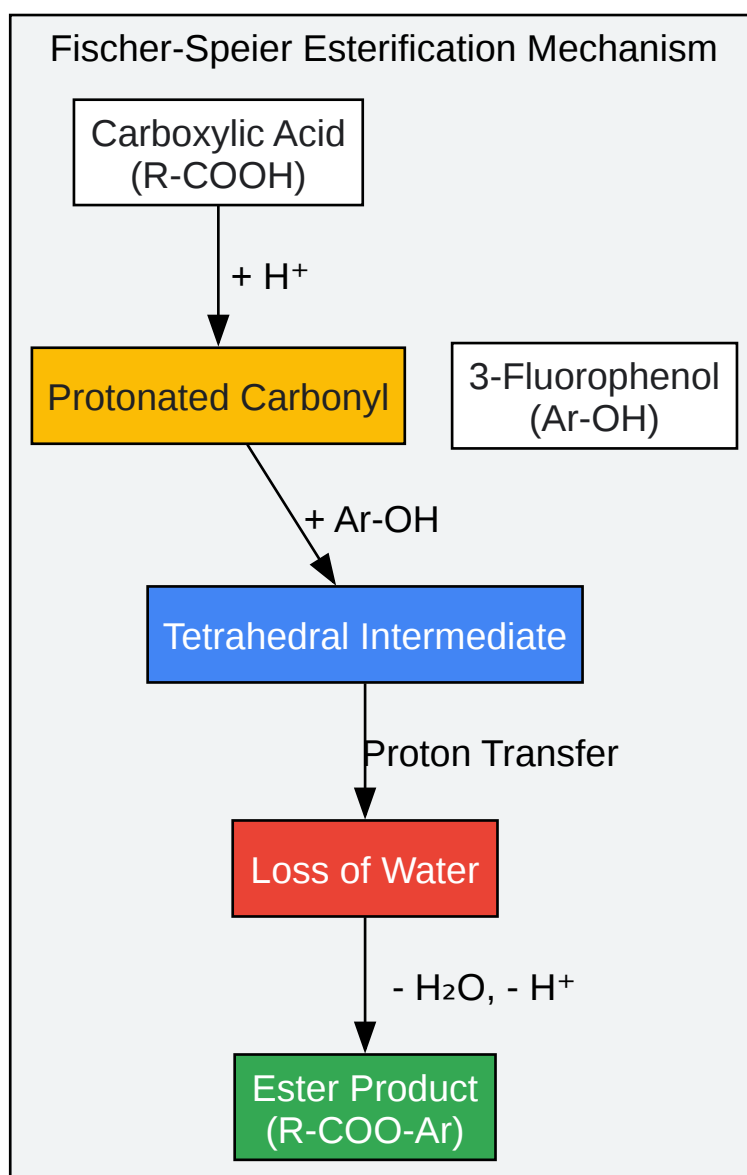 Fischer-Speier Esterification Mechanism
Carboxylic Acid
(R-COOH)
+ H⁺
Protonated Carbonyl
3-Fluorophenol
(Ar-OH)
+ Ar-OH
Tetrahedral Intermediate
Proton Transfer
Loss of Water
- H₂O, - H⁺
Ester Product
(R-COO-Ar)